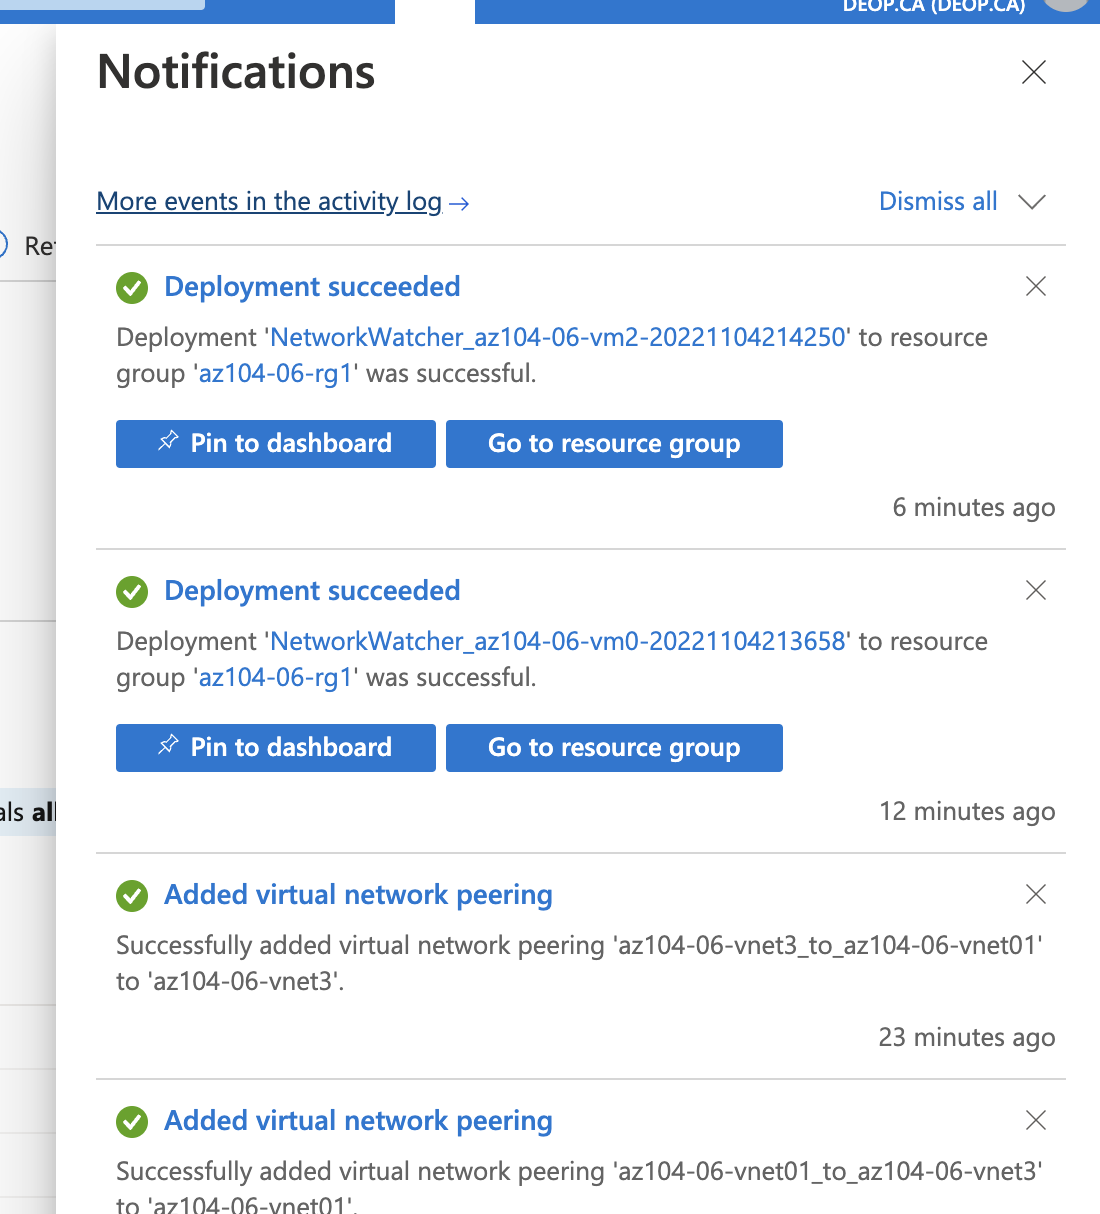 DEOP.CA (DEOP.CA)
Notifications
More events in the activity log →
Dismiss all
Deployment succeeded
Deployment 'NetworkWatcher_az104-06-vm2-20221104214250' to resource
group 'az104-06-rg1' was successful.
Pin to dashboard
Go to resource group
6 minutes ago
Deployment succeeded
Deployment 'NetworkWatcher_az104-06-vm0-20221104213658' to resource
group 'az104-06-rg1' was successful.
Pin to dashboard
Go to resource group
12 minutes ago
Added virtual network peering
Successfully added virtual network peering 'az104-06-vnet3_to_az104-06-vnet01'
to 'az104-06-vnet3'.
23 minutes ago
Added virtual network peering
Successfully added virtual network peering 'az104-06-vnet01_to_az104-06-vnet3'
to 'az104-06-vnet01'.